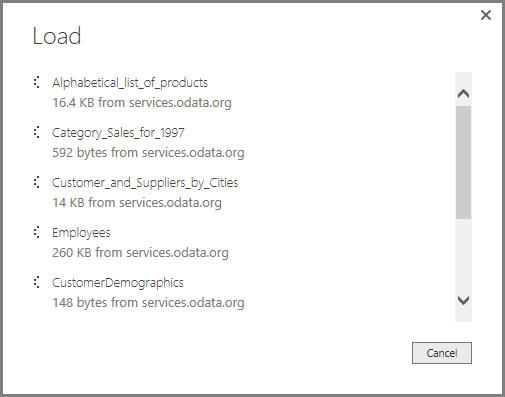 Load
Alphabetical_list_of_products
16.4 KB from services.odata.org
Category_Sales_for_1997
592 bytes from services.odata.org
Customer_and_Suppliers_by_Cities
14 KB from services.odata.org
Employees
260 KB from services.odata.org
CustomerDemographics
148 bytes from services.odata.org
Cancel